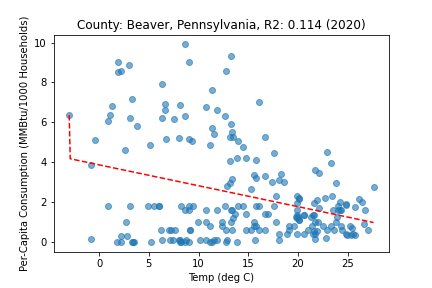 County: Beaver, Pennsylvania, R2: 0.114 (2020)
Per-Capita Consumption (MMBtu/1000 Households)
10
8
6
4
2
0
0 5 10 15 20 25
Temp (deg C)